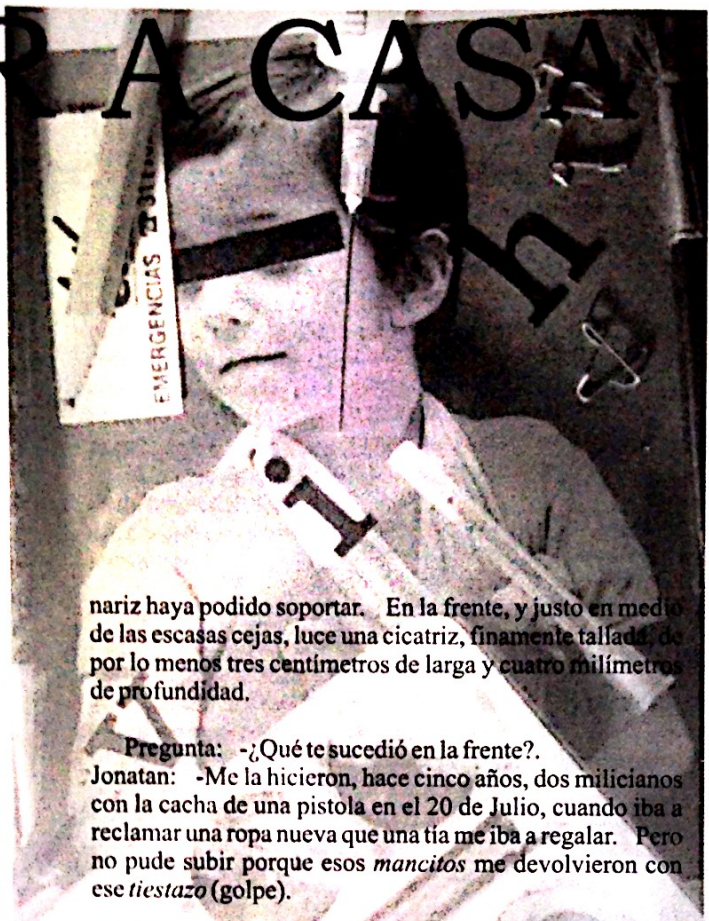 R A CASA
EMERGENCIAS
v i h
nariz haya podido soportar. En la frente, y justo en medio
de las escasas cejas, luce una cicatriz, finamente tallada, de
por lo menos tres centímetros de larga y cuatro milímetros
de profundidad.
Pregunta: -¿Qué te sucedió en la frente?.
Jonatan: -Me la hicieron, hace cinco años, dos milicianos
con la cacha de una pistola en el 20 de Julio, cuando iba a
reclamar una ropa nueva que una tía me iba a regalar. Pero
no pude subir porque esos mancitos me devolvieron con
ese tiestazo (golpe).